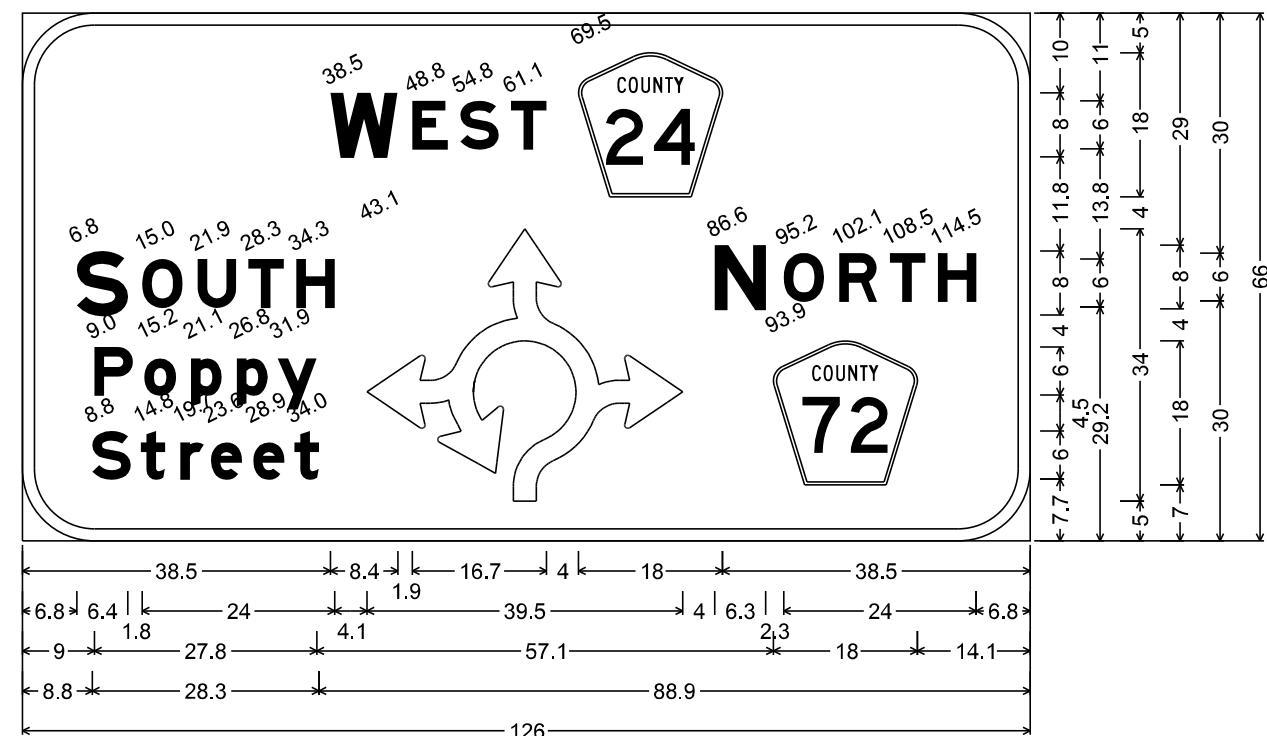 69.5
38.5 48.8 54.8 61.1
WEST
COUNTY
24
43.1
6.8 15.0 21.9 28.3 34.3
SOUTH
86.6 95.2 102.1 108.5 114.5
NORTH
93.9
9.0 15.2 21.1 26.8 31.9
Poppy
8.8 14.8 19.7 23.6 28.9 34.0
Street
COUNTY
72
10 8 11.8 8 4 6 4.5 6 7.7
11 6 13.8 6 29.2
5 18 4 34 5
29 8 4 18 7
30 6 30
66
38.5 8.4 1.9 16.7 4 18 38.5
6.8 6.4 1.8 24 4.1 39.5 4 6.3 2.3 24 6.8
9 27.8 57.1 18 14.1
8.8 28.3 88.9
126